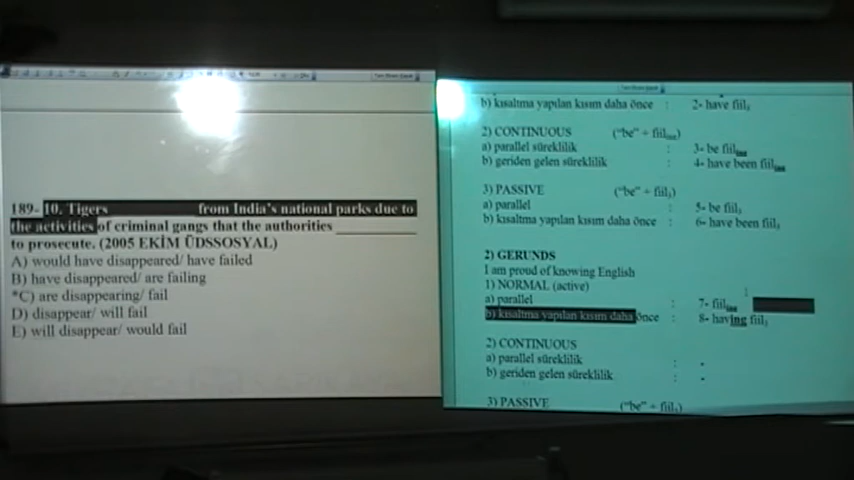 189- 10. Tigers ____________ from India's national parks due to
the activities of criminal gangs that the authorities ____________
to prosecute. (2005 EKİM ÜDSSOSYAL)
A) would have disappeared/ have failed
B) have disappeared/ are failing
*C) are disappearing/ fail
D) disappear/ will fail
E) will disappear/ would fail
b) kısaltma yapılan kısım daha önce : 2- have fiil3
2) CONTINUOUS ("be" + fiiling)
a) parallel süreklilik : 3- be fiiling
b) geriden gelen süreklilik : 4- have been fiiling
3) PASSIVE ("be" + fiil3)
a) parallel : 5- be fiil3
b) kısaltma yapılan kısım daha önce : 6- have been fiil3
2) GERUNDS
I am proud of knowing English
1) NORMAL (active)
a) parallel : 7- fiiling
b) kısaltma yapılan kısım daha önce : 8- having fiil3
2) CONTINUOUS
a) parallel süreklilik : -
b) geriden gelen süreklilik : -
3) PASSIVE ("be" + fiil3)